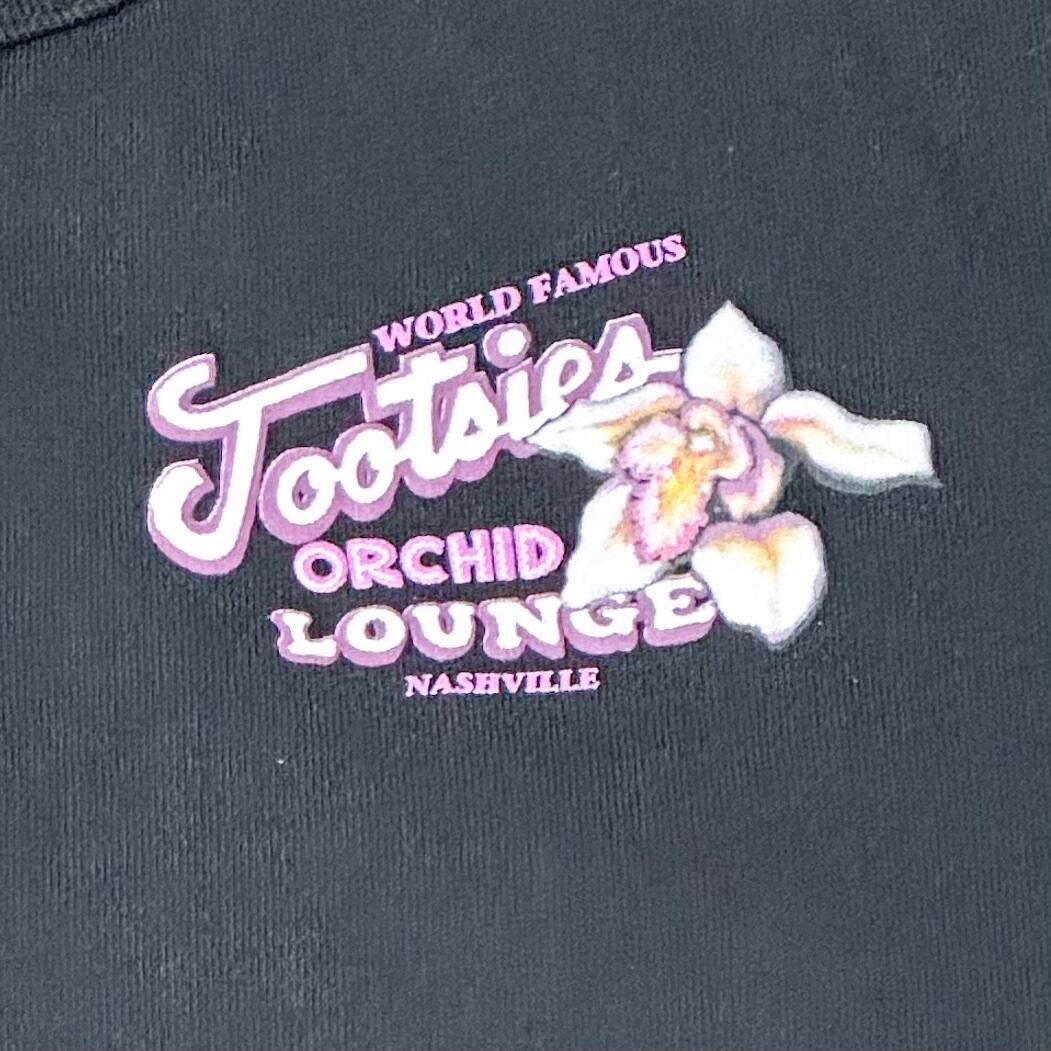 WORLD FAMOUS
Tootsies
ORCHID
LOUNGE
NASHVILLE